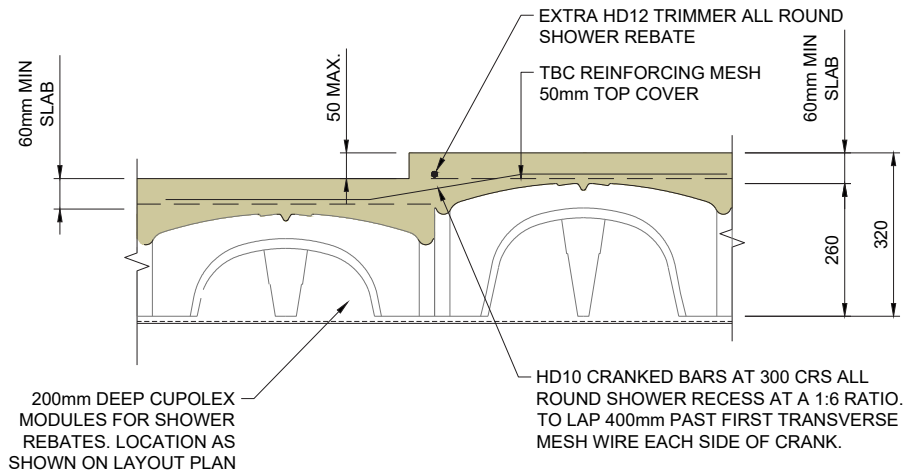 EXTRA HD12 TRIMMER ALL ROUND
SHOWER REBATE
TBC REINFORCING MESH
50mm TOP COVER
60mm MIN
SLAB
50 MAX.
60mm MIN
SLAB
260
320
200mm DEEP CUPOLEX
MODULES FOR SHOWER
REBATES. LOCATION AS
SHOWN ON LAYOUT PLAN
HD10 CRANKED BARS AT 300 CRS ALL
ROUND SHOWER RECESS AT A 1:6 RATIO.
TO LAP 400mm PAST FIRST TRANSVERSE
MESH WIRE EACH SIDE OF CRANK.